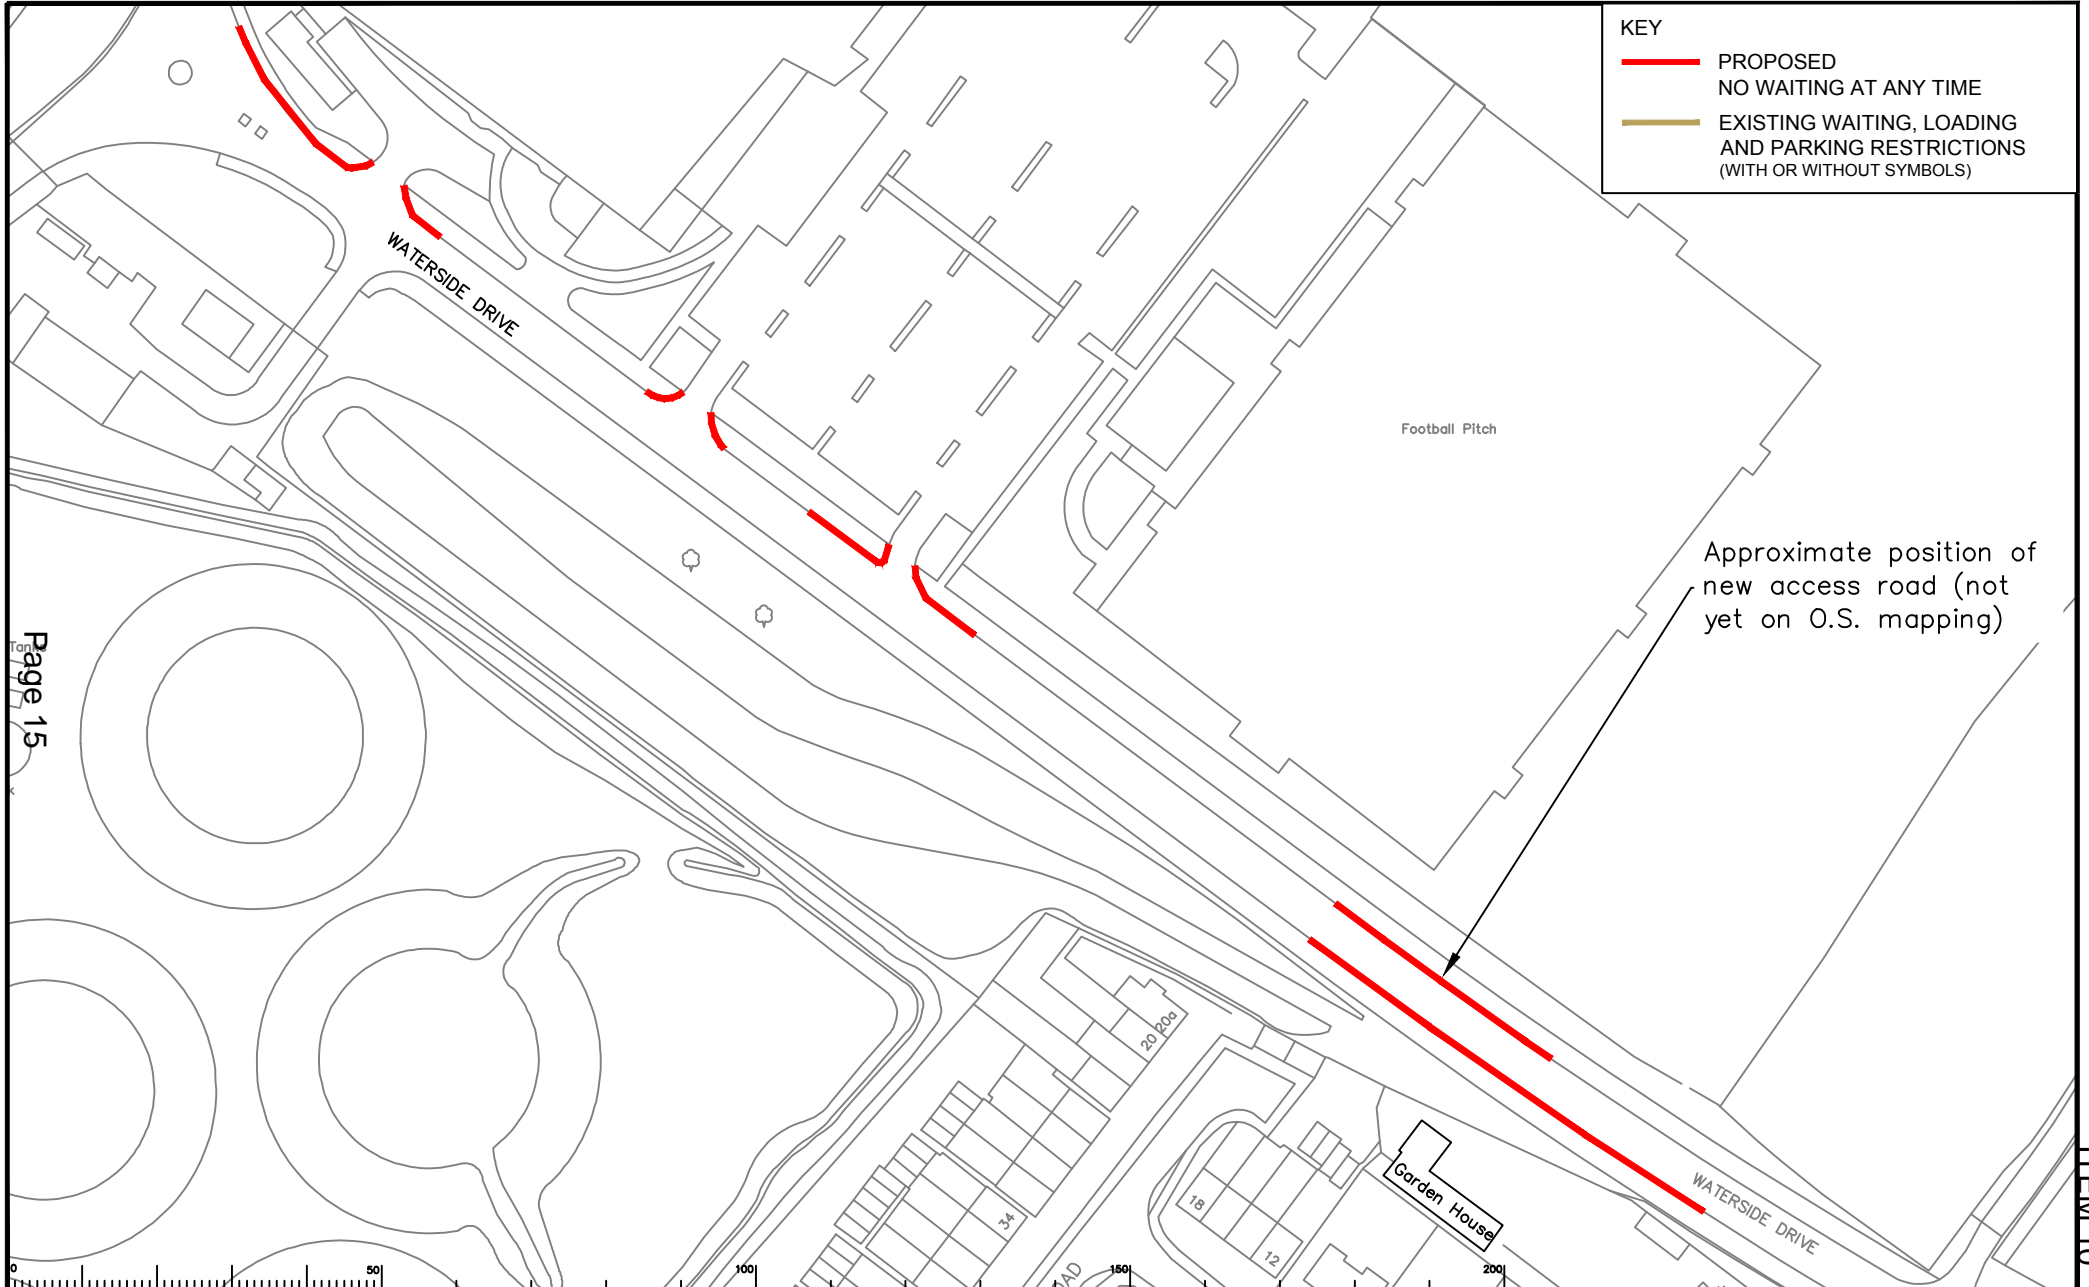 KEY
PROPOSED
NO WAITING AT ANY TIME
EXISTING WAITING, LOADING
AND PARKING RESTRICTIONS
(WITH OR WITHOUT SYMBOLS)
WATERSIDE DRIVE
Football Pitch
Approximate position of
new access road (not
yet on O.S. mapping)
Page 15
20
20a
34
18
12
Garden House
WATERSIDE DRIVE
0
50
100
150
200